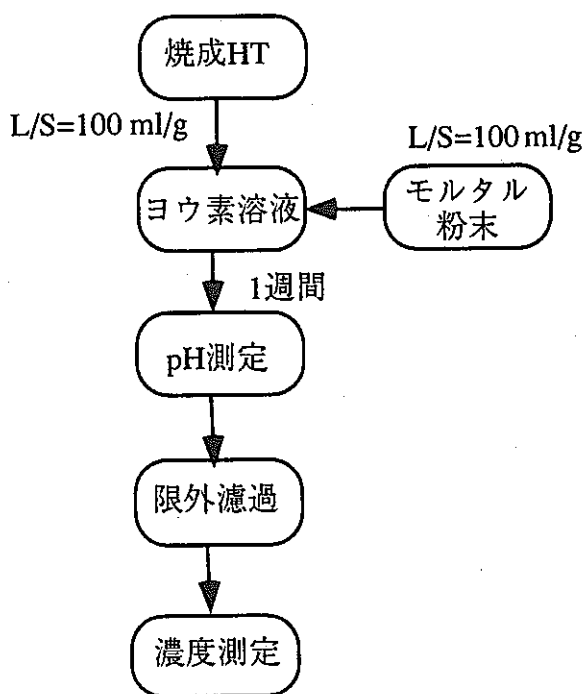 焼成HT
L/S=100 ml/g
L/S=100 ml/g
ヨウ素溶液
モルタル
粉末
1週間
pH測定
限外濾過
濃度測定